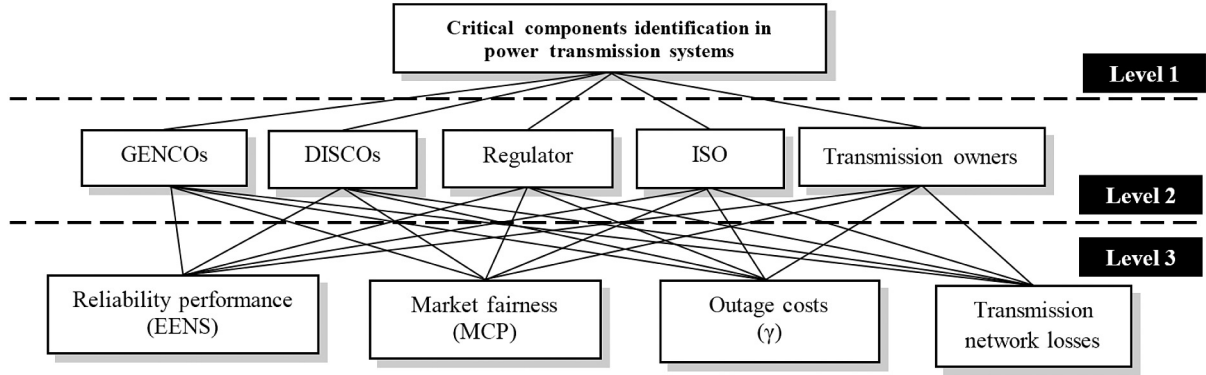 Critical components identification in
power transmission systems
Level 1
GENCOs
DISCOs
Regulator
ISO
Transmission owners
Level 2
Level 3
Reliability performance
(EENS)
Market fairness
(MCP)
Outage costs
(γ)
Transmission
network losses